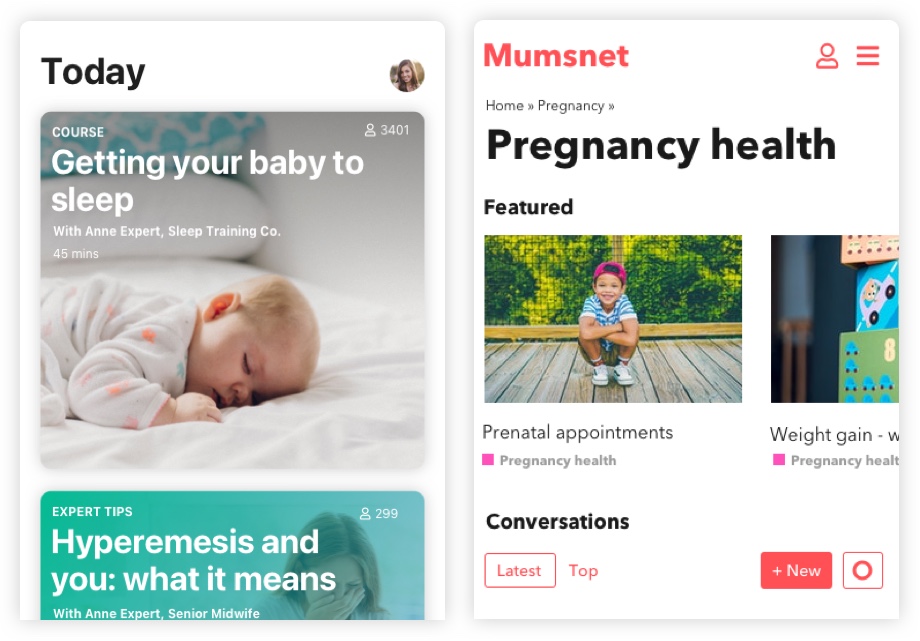 Today
COURSE
3401
Getting your baby to
sleep
With Anne Expert, Sleep Training Co.
45 mins
EXPERT TIPS
299
Hyperemesis and
you: what it means
With Anne Expert, Senior Midwife
Mumsnet
Home » Pregnancy »
Pregnancy health
Featured
8
Prenatal appointments
Pregnancy health
Weight gain - w
Pregnancy healt
Conversations
Latest
Top
+ New